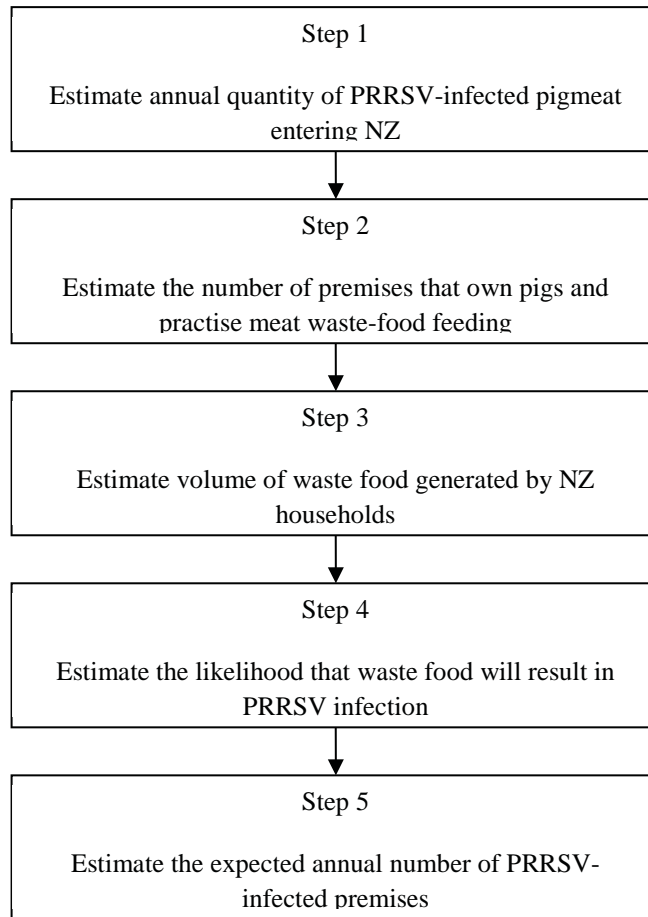 Step 1
Estimate annual quantity of PRRSV-infected pigmeat
entering NZ
Step 2
Estimate the number of premises that own pigs and
practise meat waste-food feeding
Step 3
Estimate volume of waste food generated by NZ
households
Step 4
Estimate the likelihood that waste food will result in
PRRSV infection
Step 5
Estimate the expected annual number of PRRSV-
infected premises